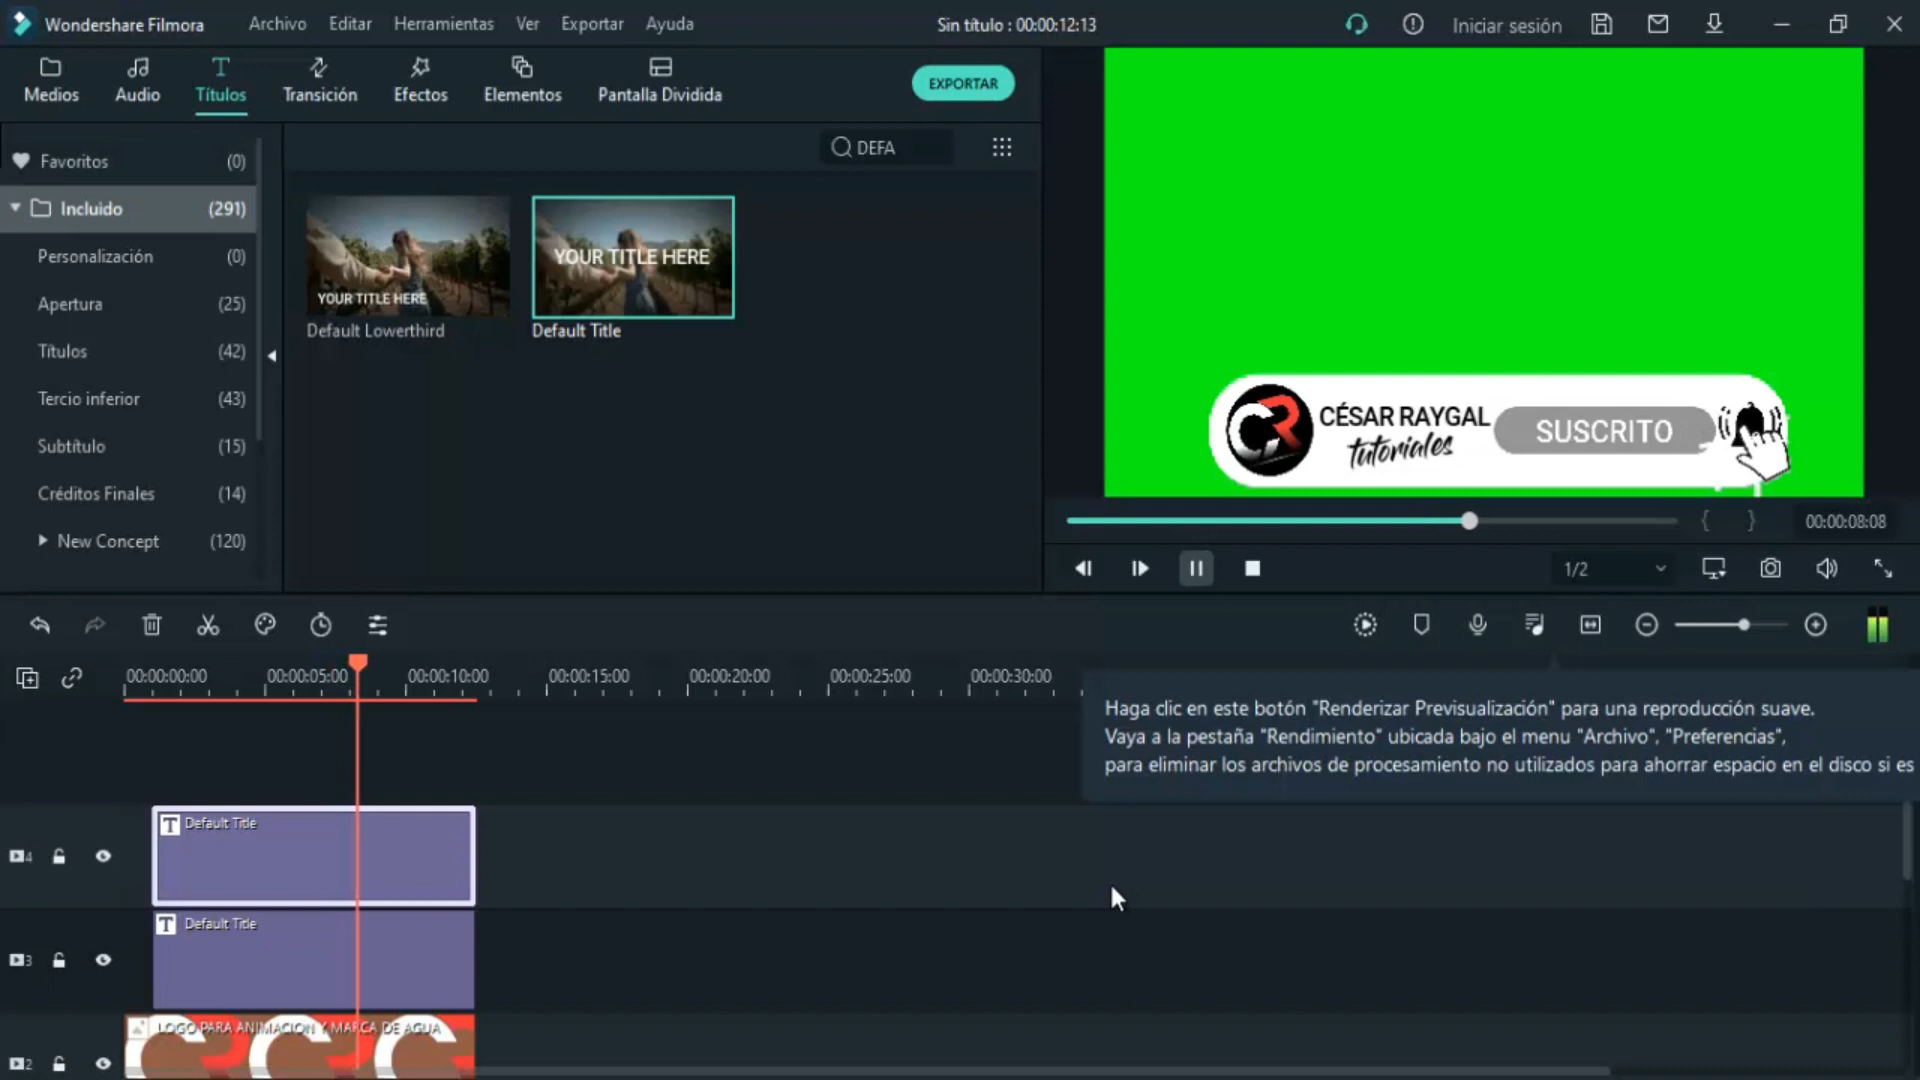 Wondershare Filmora
Archivo
Editar
Herramientas
Ver
Exportar
Ayuda
Sin título : 00:00:12:13
Iniciar sesión
Medios
Audio
Títulos
Transición
Efectos
Elementos
Pantalla Dividida
EXPORTAR
DEFA
Favoritos (0)
Incluido (291)
Personalización (0)
Apertura (25)
Títulos (42)
Tercio inferior (43)
Subtítulo (15)
Créditos Finales (14)
New Concept (120)
YOUR TITLE HERE
Default Lowerthird
YOUR TITLE HERE
Default Title
CR
CÉSAR RAYGAL
tutoriales
SUSCRITO
{ }
00:00:08:08
1/2
00:00:00:00
00:00:05:00
00:00:10:00
00:00:15:00
00:00:20:00
00:00:25:00
00:00:30:00
Haga clic en este botón "Renderizar Previsualización" para una reproducción suave.
Vaya a la pestaña "Rendimiento" ubicada bajo el menu "Archivo", "Preferencias",
para eliminar los archivos de procesamiento no utilizados para ahorrar espacio en el disco si es
4
T Default Title
3
T Default Title
2
LOGO PARA ANIMACION Y MARCA DE AGUA